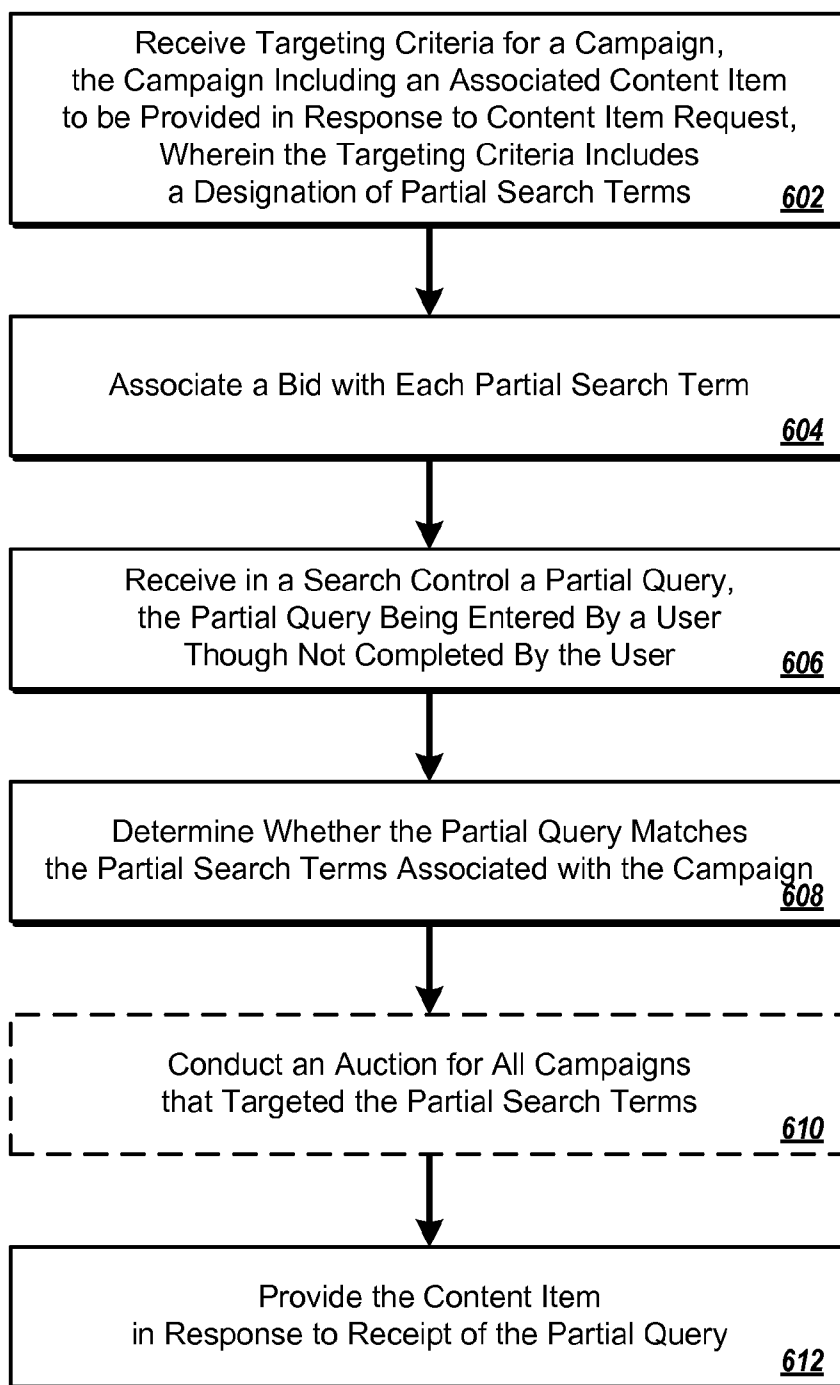 Receive Targeting Criteria for a Campaign,
the Campaign Including an Associated Content Item
to be Provided in Response to Content Item Request,
Wherein the Targeting Criteria Includes
a Designation of Partial Search Terms
602
Associate a Bid with Each Partial Search Term
604
Receive in a Search Control a Partial Query,
the Partial Query Being Entered By a User
Though Not Completed By the User
606
Determine Whether the Partial Query Matches
the Partial Search Terms Associated with the Campaign
608
Conduct an Auction for All Campaigns
that Targeted the Partial Search Terms
610
Provide the Content Item
in Response to Receipt of the Partial Query
612